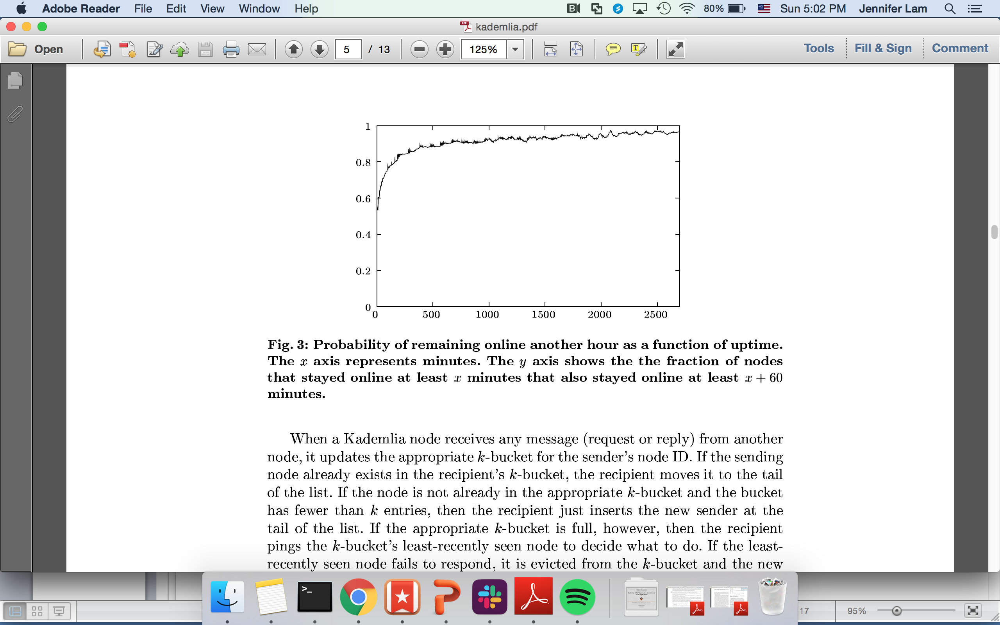 Adobe Reader File Edit View Window Help 80% Sun 5:02 PM Jennifer Lam
kademlia.pdf
Open 5 / 13 125% Tools Fill & Sign Comment
1
0.8
0.6
0.4
0.2
0
0 500 1000 1500 2000 2500
Fig. 3: Probability of remaining online another hour as a function of uptime.
The x axis represents minutes. The y axis shows the the fraction of nodes
that stayed online at least x minutes that also stayed online at least x + 60
minutes.
When a Kademlia node receives any message (request or reply) from another
node, it updates the appropriate k-bucket for the sender's node ID. If the sending
node already exists in the recipient's k-bucket, the recipient moves it to the tail
of the list. If the node is not already in the appropriate k-bucket and the bucket
has fewer than k entries, then the recipient just inserts the new sender at the
tail of the list. If the appropriate k-bucket is full, however, then the recipient
pings the k-bucket's least-recently seen node to decide what to do. If the least-
recently seen node fails to respond, it is evicted from the k-bucket and the new
17 95%